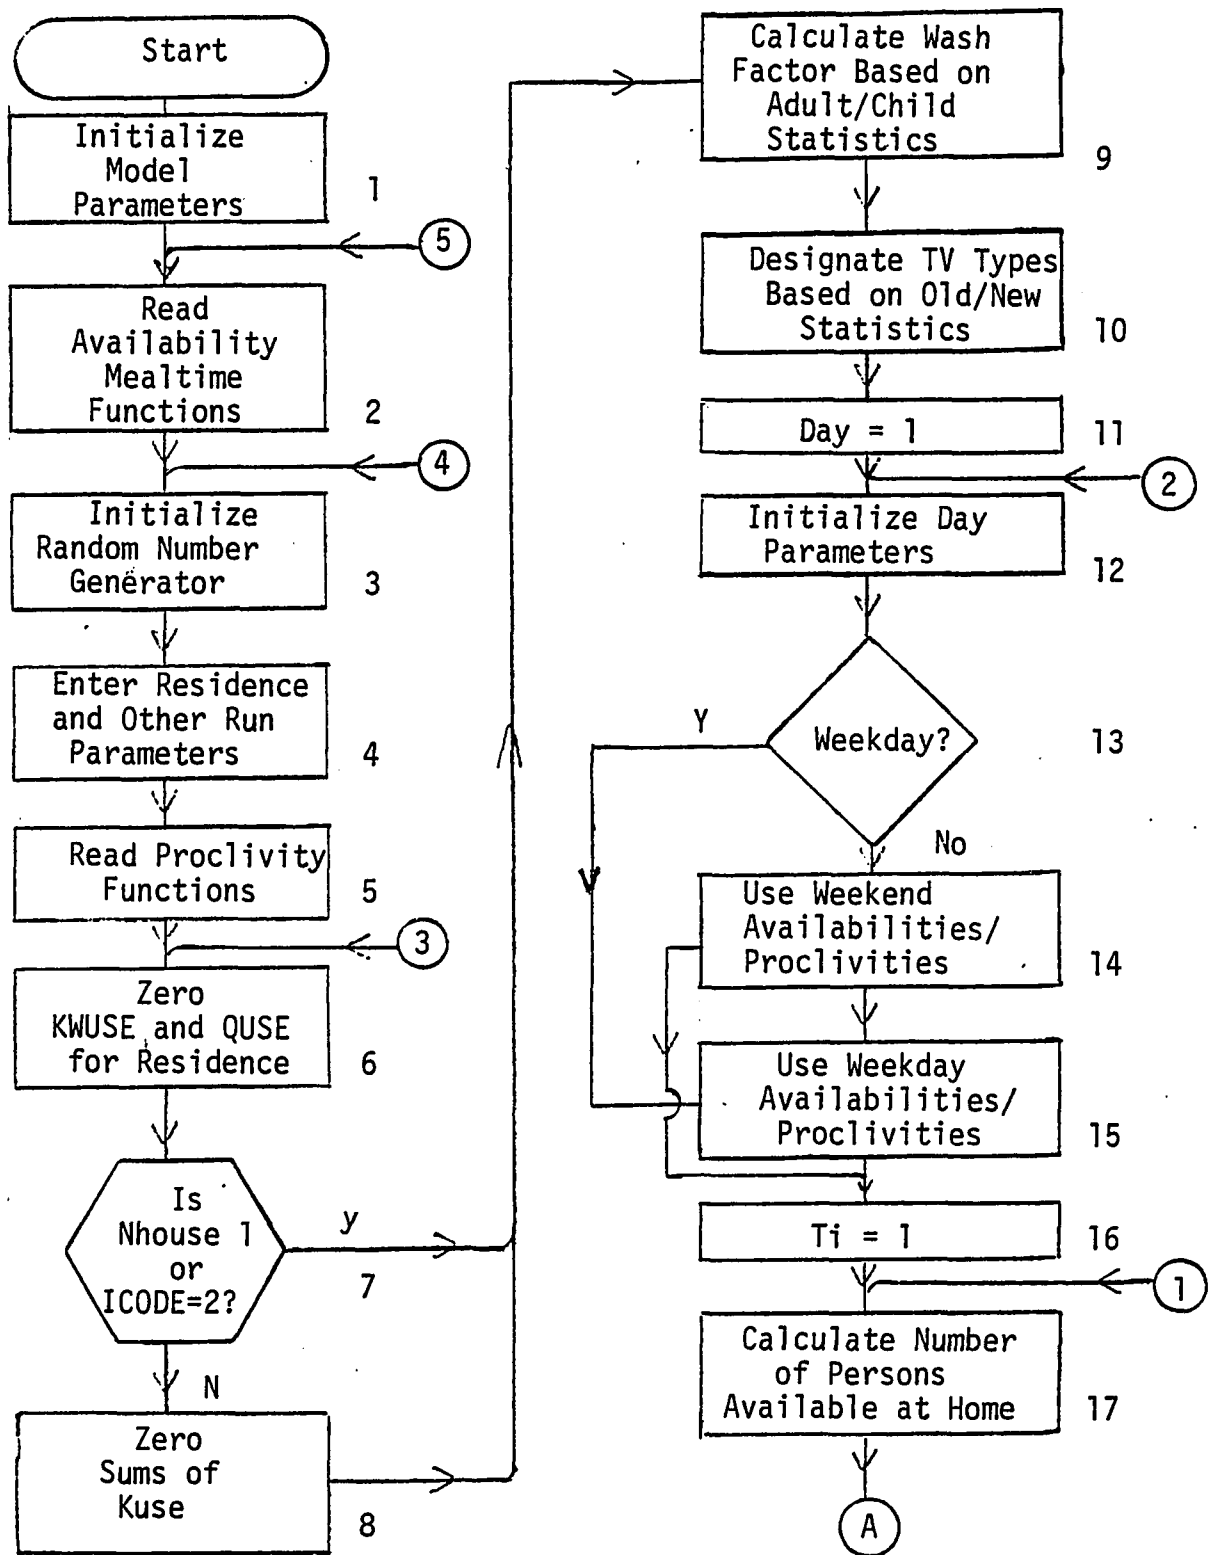 Start
Initialize
Model
Parameters
1
5
Read
Availability
Mealtime
Functions
2
4
Initialize
Random Number
Generator
3
Enter Residence
and Other Run
Parameters
4
Read Proclivity
Functions
5
3
Zero
KWUSE and QUSE
for Residence
6
Is
Nhouse 1
or
ICODE=2?
y
7
N
Zero
Sums of
Kuse
8
Calculate Wash
Factor Based on
Adult/Child
Statistics
9
Designate TV Types
Based on Old/New
Statistics
10
Day = 1
11
2
Initialize Day
Parameters
12
Weekday?
Y
13
No
Use Weekend
Availabilities/
Proclivities
14
Use Weekday
Availabilities/
Proclivities
15
Ti = 1
16
1
Calculate Number
of Persons
Available at Home
17
A